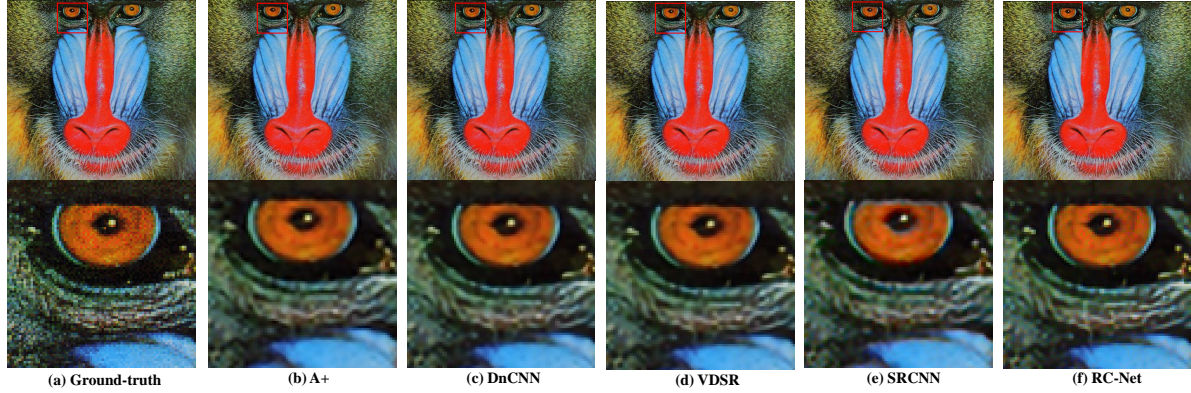 (a) Ground-truth
(b) A+
(c) DnCNN
(d) VDSR
(e) SRCNN
(f) RC-Net